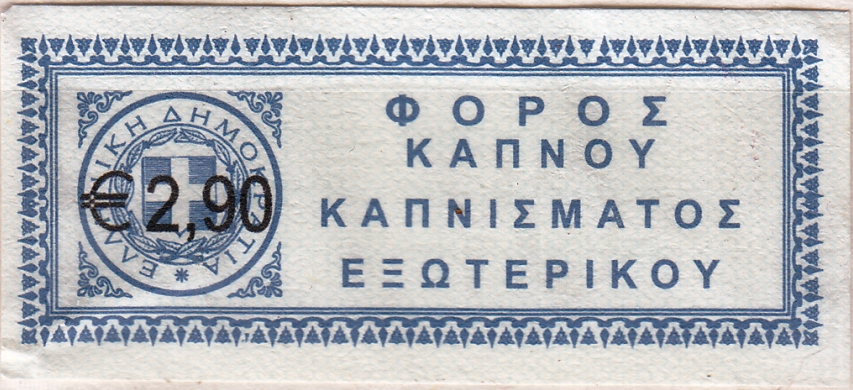 ΕΛΛΗΝΙΚΗ ΔΗΜΟΚΡΑΤΙΑ *
€ 2,90
ΦΟΡΟΣ
ΚΑΠΝΟΥ
ΚΑΠΝΙΣΜΑΤΟΣ
ΕΞΩΤΕΡΙΚΟΥ